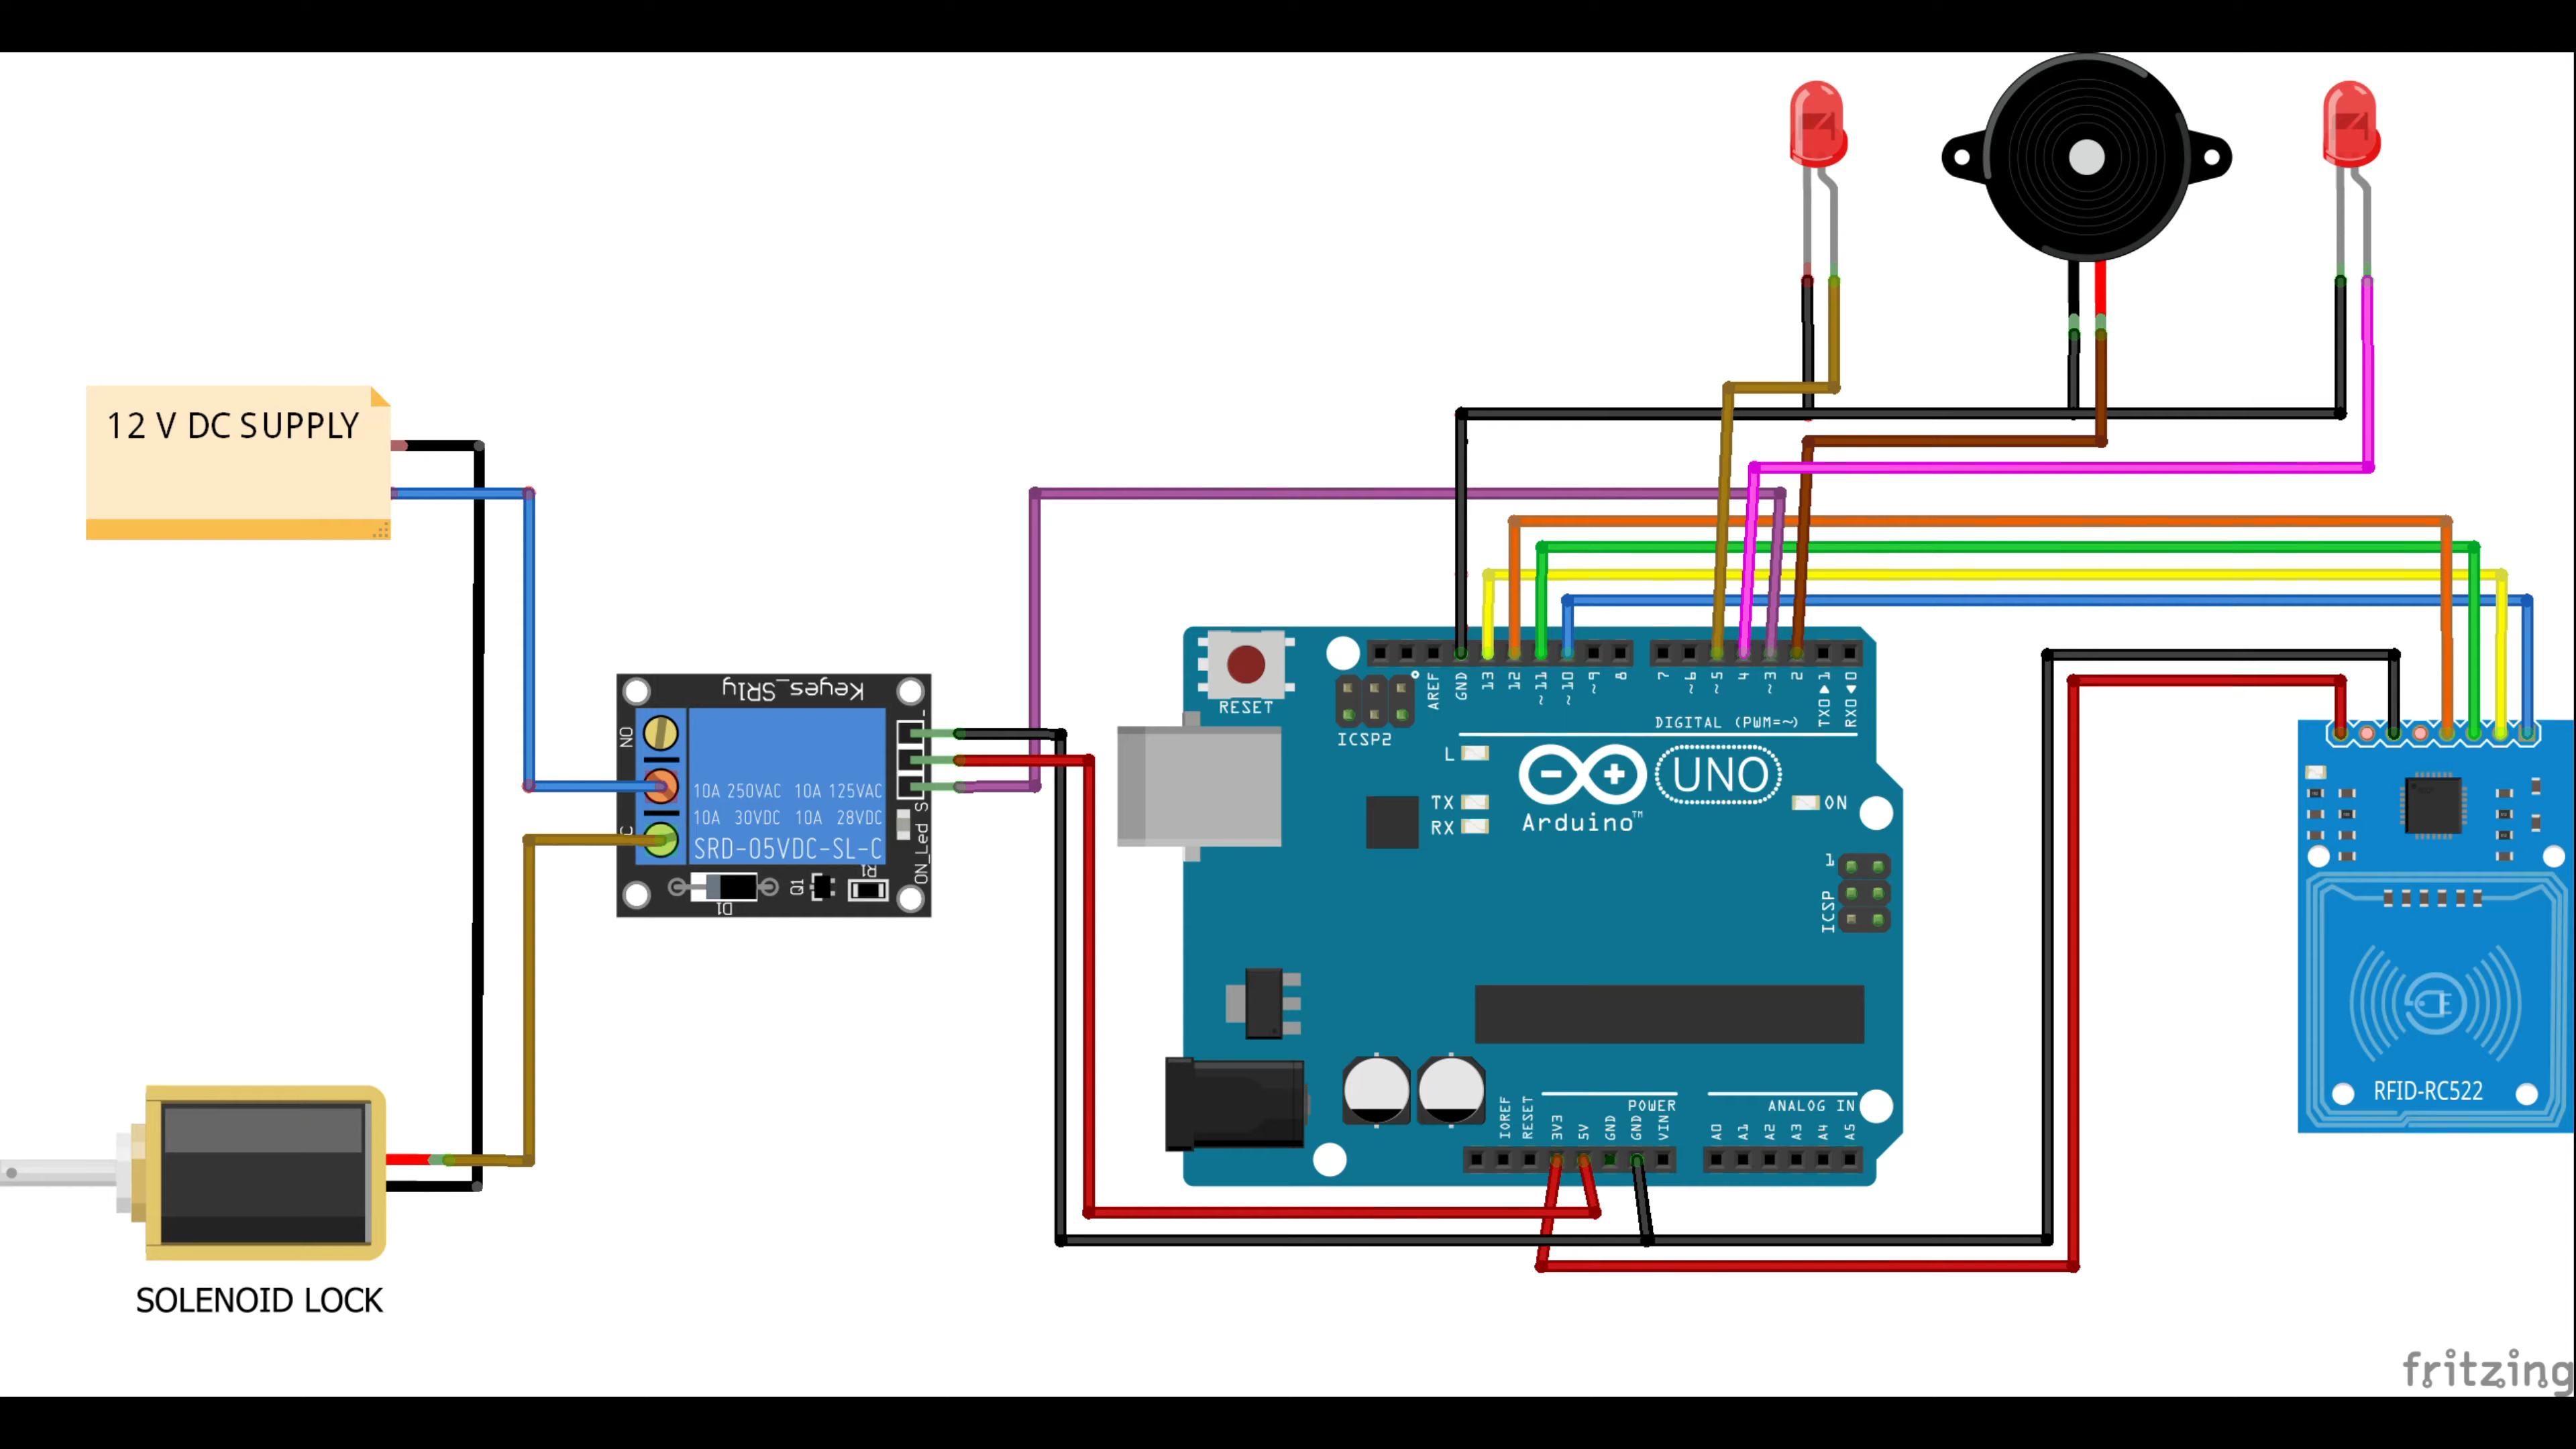 12 V DC SUPPLY
Keyes_SR1y
NO
C
10A 250VAC 10A 125VAC
10A 30VDC 10A 28VDC
SRD-05VDC-SL-C
-
S
ON_Led
D1
Q1
R1
SOLENOID LOCK
RESET
ICSP2
AREF
GND
13
12
~11
~10
~9
8
7
~6
~5
4
~3
2
TX0▶1
RX0◀0
DIGITAL (PWM=~)
L
TX
RX
UNO
Arduino™
ON
1
ICSP
POWER
ANALOG IN
IOREF
RESET
3V3
5V
GND
GND
VIN
A0
A1
A2
A3
A4
A5
RFID-RC522
fritzing